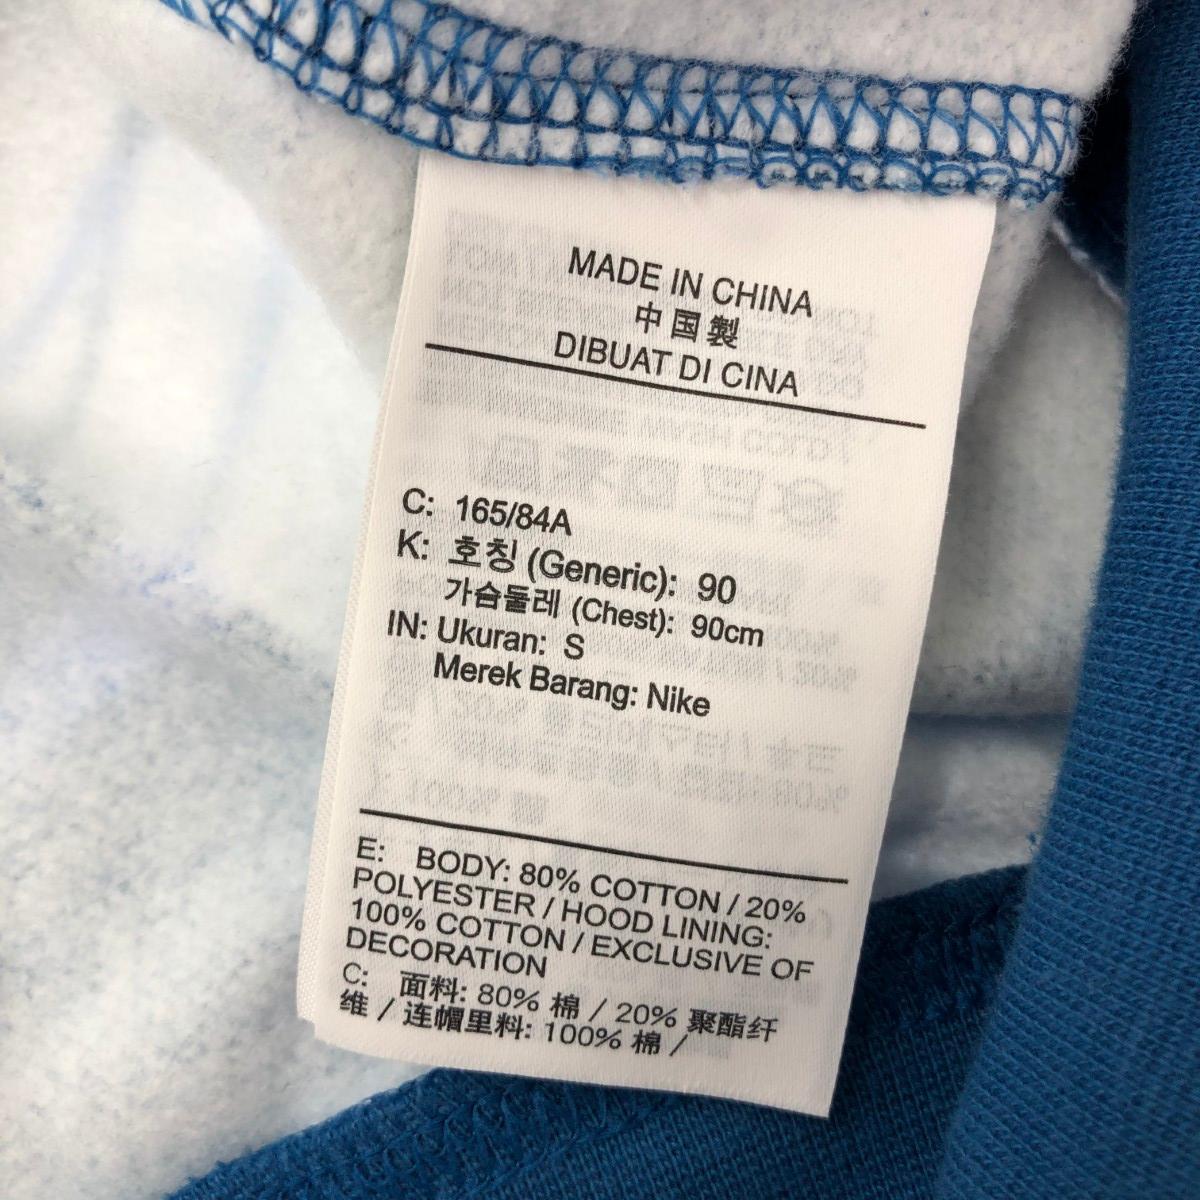 MADE IN CHINA
中国製
DIBUAT DI CINA
C: 165/84A
K: 호칭 (Generic): 90
가슴둘레 (Chest): 90cm
IN: Ukuran: S
Merek Barang: Nike
E: BODY: 80% COTTON / 20%
POLYESTER / HOOD LINING:
100% COTTON / EXCLUSIVE OF
DECORATION
C: 面料: 80% 棉 / 20% 聚酯纤
维 / 连帽里料: 100% 棉 /